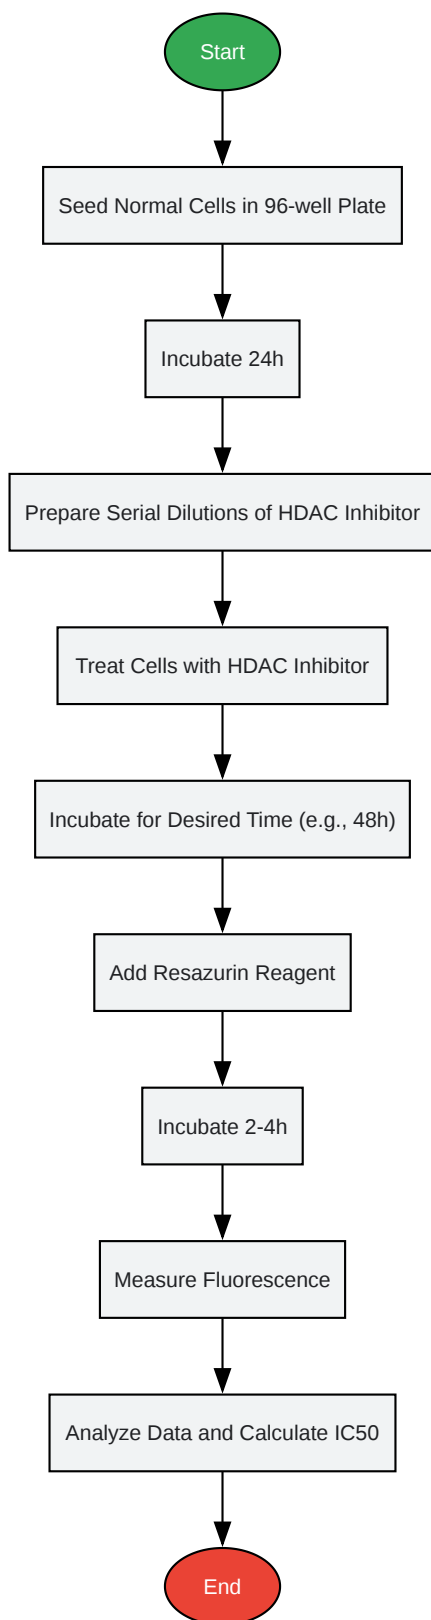 Start
Seed Normal Cells in 96-well Plate
Incubate 24h
Prepare Serial Dilutions of HDAC Inhibitor
Treat Cells with HDAC Inhibitor
Incubate for Desired Time (e.g., 48h)
Add Resazurin Reagent
Incubate 2-4h
Measure Fluorescence
Analyze Data and Calculate IC50
End